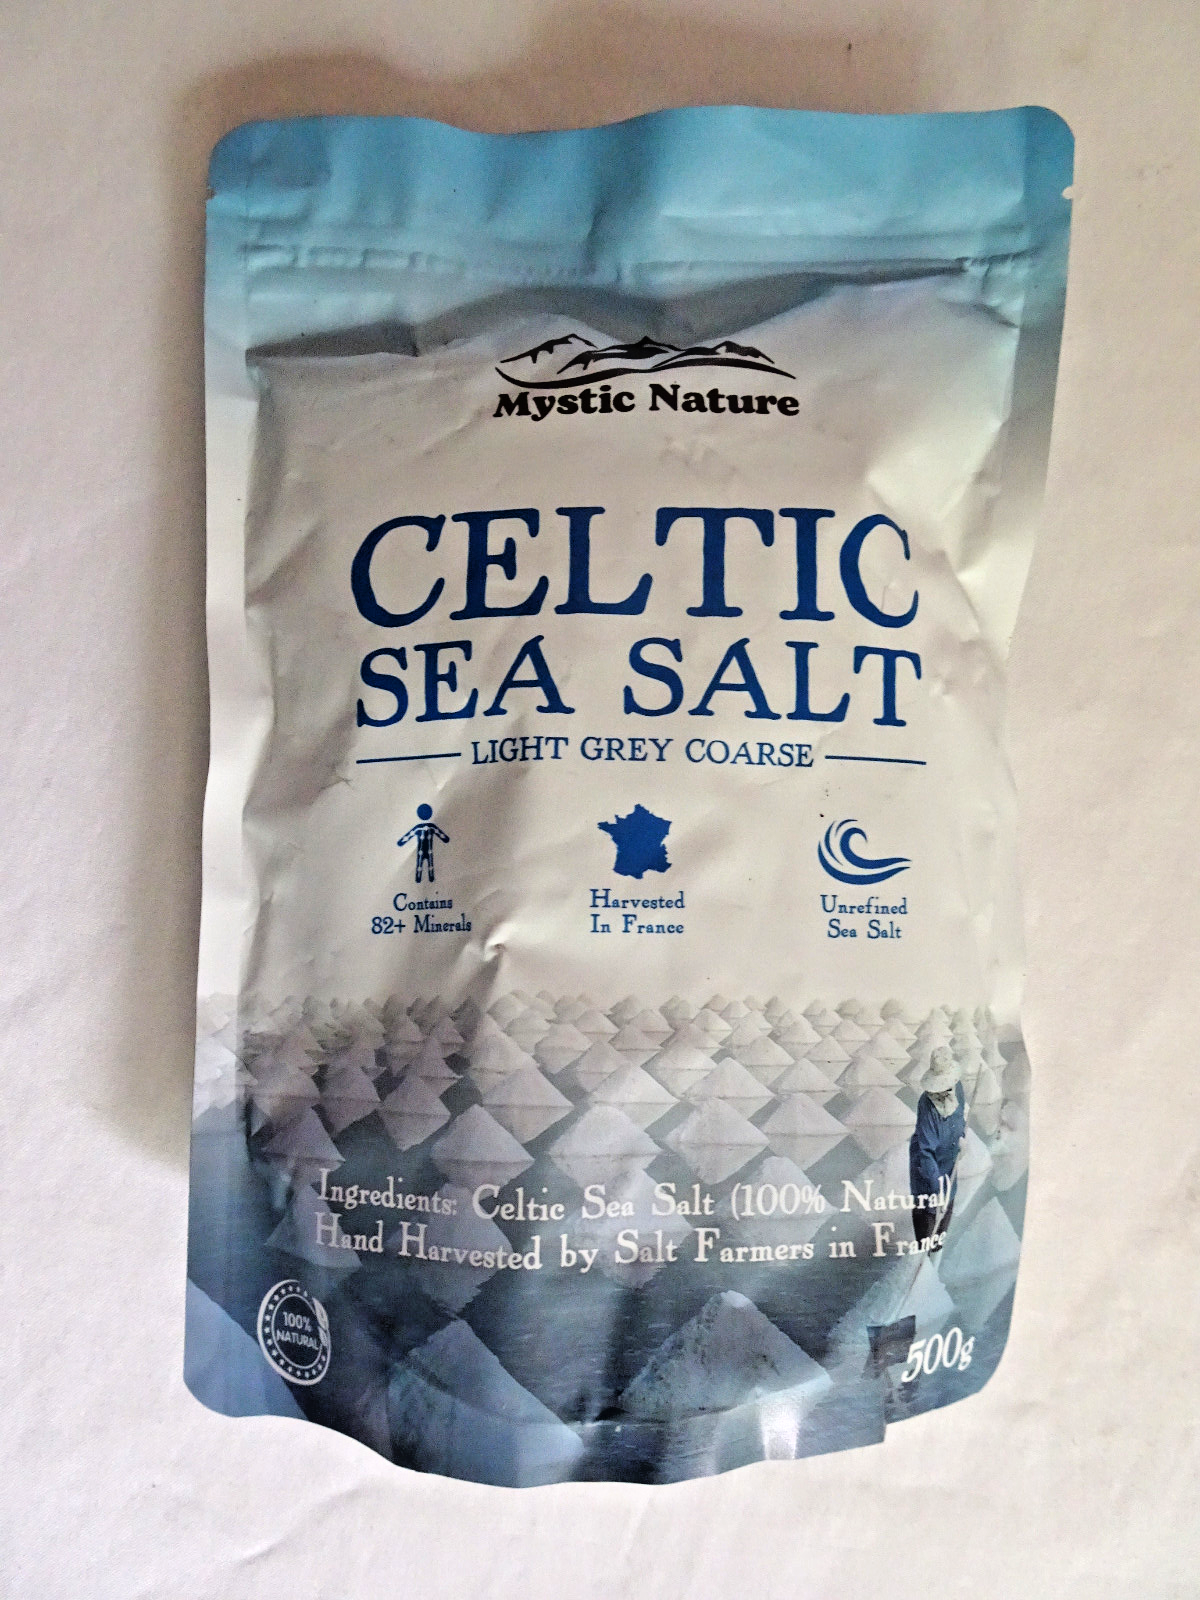 Mystic Nature
CELTIC
SEA SALT
LIGHT GREY COARSE
Contains
82+ Minerals
Harvested
In France
Unrefined
Sea Salt
Ingredients: Celtic Sea Salt (100% Natural)
Hand Harvested by Salt Farmers in France
100%
NATURAL
500g